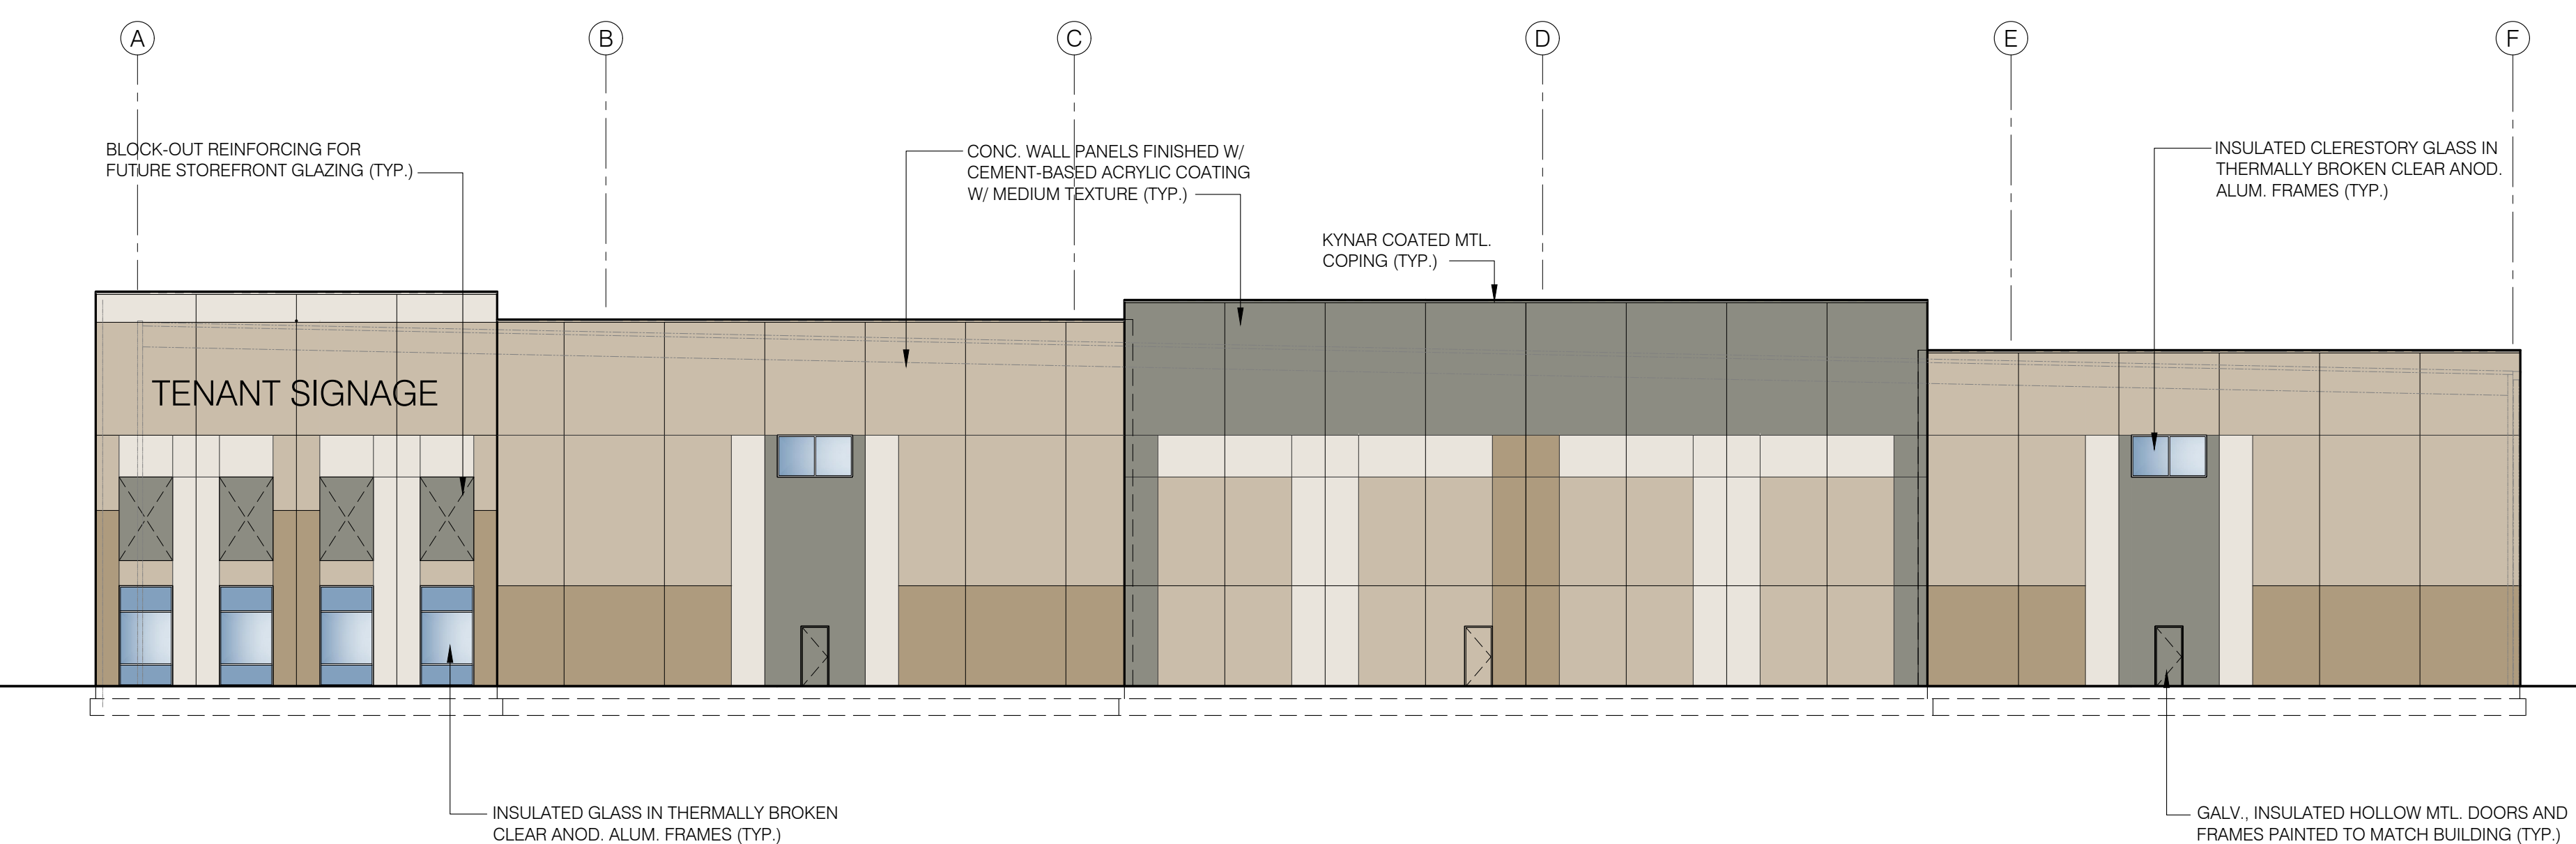 A
B
C
D
E
F
BLOCK-OUT REINFORCING FOR
FUTURE STOREFRONT GLAZING (TYP.)
CONC. WALL PANELS FINISHED W/
CEMENT-BASED ACRYLIC COATING
W/ MEDIUM TEXTURE (TYP.)
KYNAR COATED MTL.
COPING (TYP.)
INSULATED CLERESTORY GLASS IN
THERMALLY BROKEN CLEAR ANOD.
ALUM. FRAMES (TYP.)
TENANT SIGNAGE
INSULATED GLASS IN THERMALLY BROKEN
CLEAR ANOD. ALUM. FRAMES (TYP.)
GALV., INSULATED HOLLOW MTL. DOORS AND
FRAMES PAINTED TO MATCH BUILDING (TYP.)